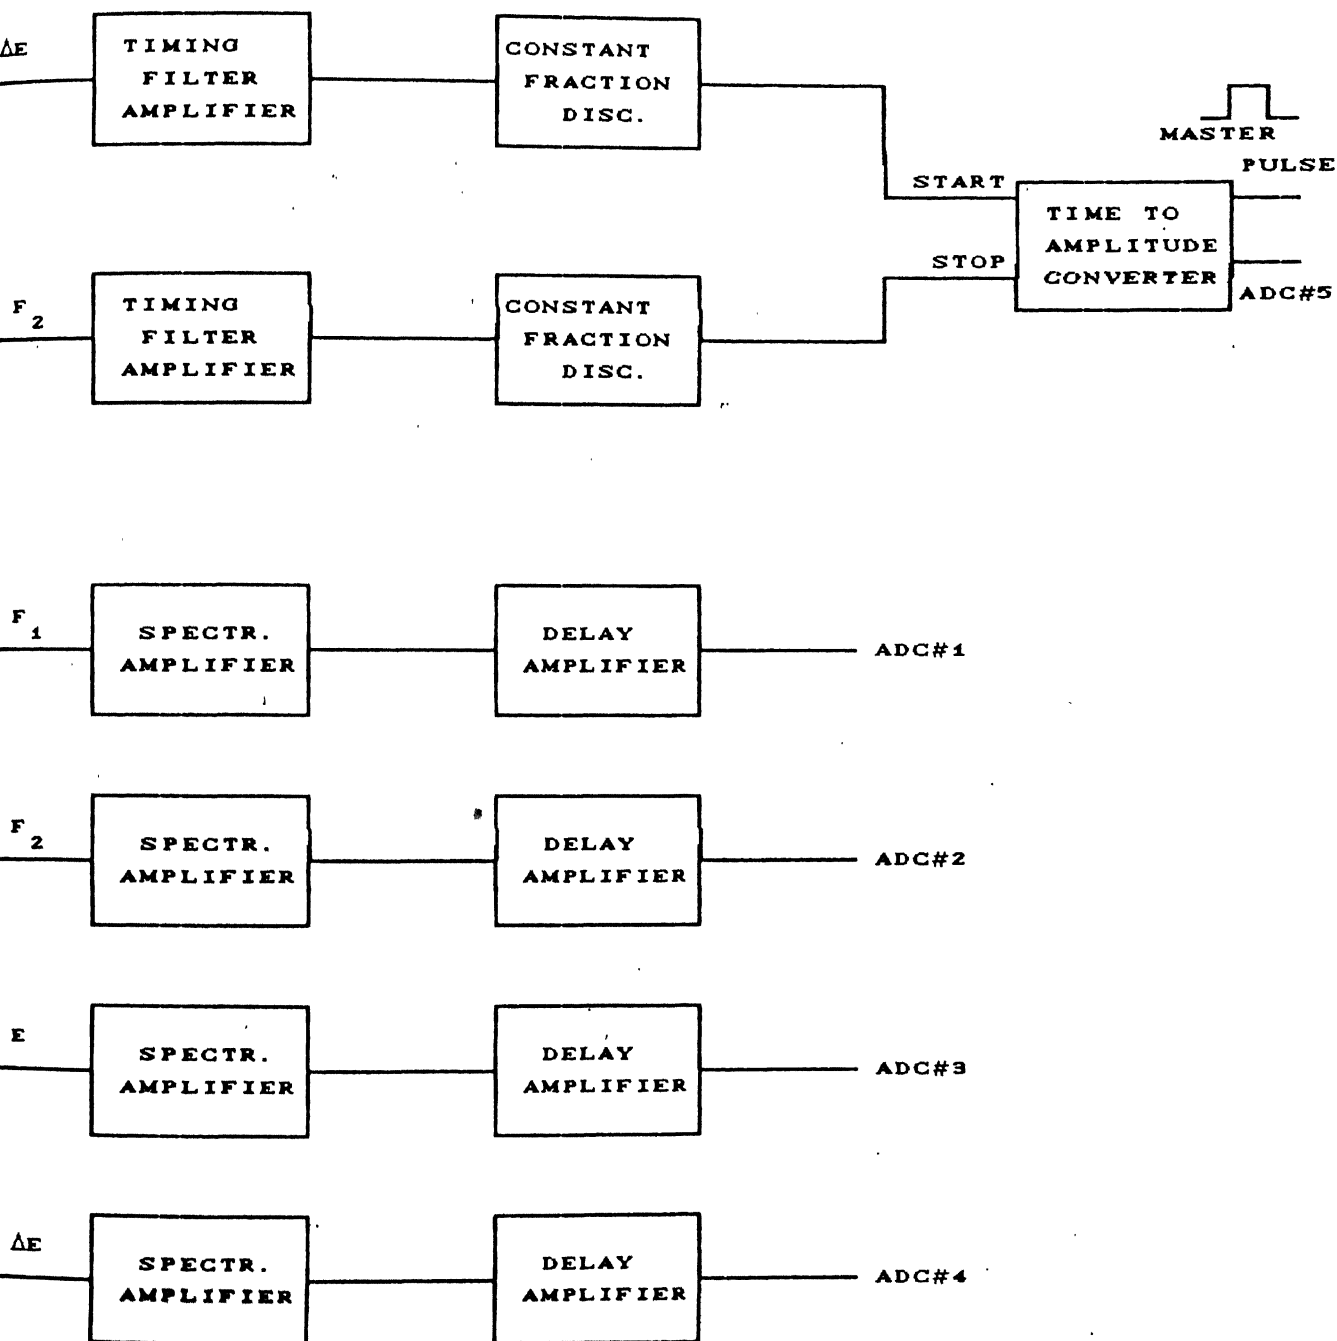 ΔE
TIMING
FILTER
AMPLIFIER
CONSTANT
FRACTION
DISC.
MASTER
PULSE
START
STOP
TIME TO
AMPLITUDE
CONVERTER
ADC#5
F2
TIMING
FILTER
AMPLIFIER
CONSTANT
FRACTION
DISC.
F1
SPECTR.
AMPLIFIER
DELAY
AMPLIFIER
ADC#1
F2
SPECTR.
AMPLIFIER
DELAY
AMPLIFIER
ADC#2
E
SPECTR.
AMPLIFIER
DELAY
AMPLIFIER
ADC#3
ΔE
SPECTR.
AMPLIFIER
DELAY
AMPLIFIER
ADC#4